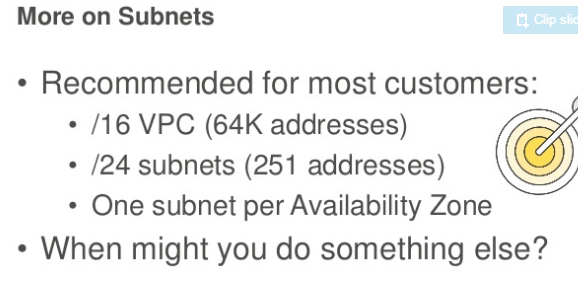 More on Subnets
Clip slid
• Recommended for most customers:
• /16 VPC (64K addresses)
• /24 subnets (251 addresses)
• One subnet per Availability Zone
• When might you do something else?